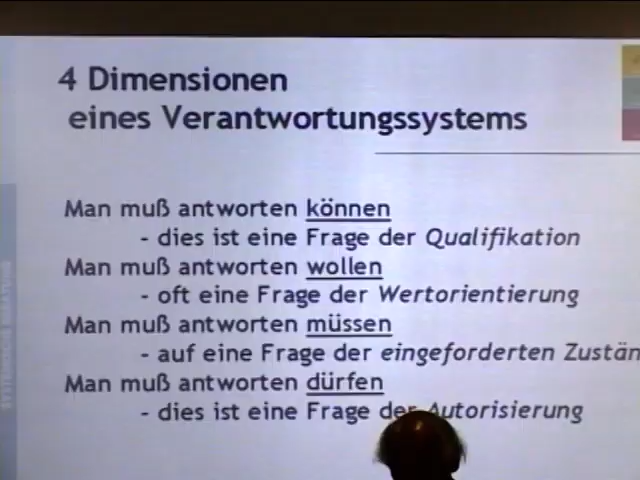 4 Dimensionen
eines Verantwortungssystems
Man muß antworten können
- dies ist eine Frage der Qualifikation
Man muß antworten wollen
- oft eine Frage der Wertorientierung
Man muß antworten müssen
- auf eine Frage der eingeforderten Zustän
Man muß antworten dürfen
- dies ist eine Frage der Autorisierung